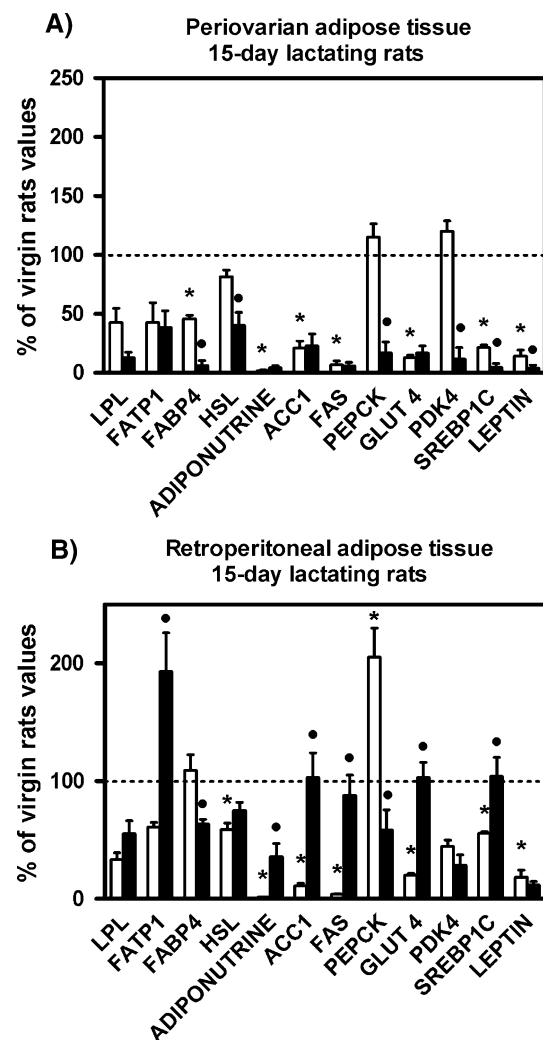 A)
Periovarian adipose tissue
15-day lactating rats
% of virgin rats values
250
200
150
100
50
0
*
*
*
*
*
*
*
LPL
FATP1
FABP4
HSL
ADIPONUTRINE
ACC1
FAS
PEPCK
GLUT 4
PDK4
SREBP1C
LEPTIN
B)
Retroperitoneal adipose tissue
15-day lactating rats
% of virgin rats values
200
100
0
*
*
*
*
*
*
*
*
LPL
FATP1
FABP4
HSL
ADIPONUTRINE
ACC1
FAS
PEPCK
GLUT 4
PDK4
SREBP1C
LEPTIN